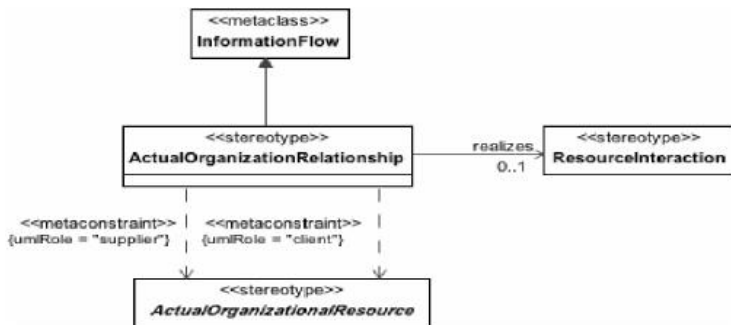 <<metaclass>>
InformationFlow
<<stereotype>>
ActualOrganizationRelationship
realizes
0..1
<<stereotype>>
ResourceInteraction
<<metaconstraint>>
{umlRole = "supplier"}
<<metaconstraint>>
{umlRole = "client"}
<<stereotype>>
ActualOrganizationalResource